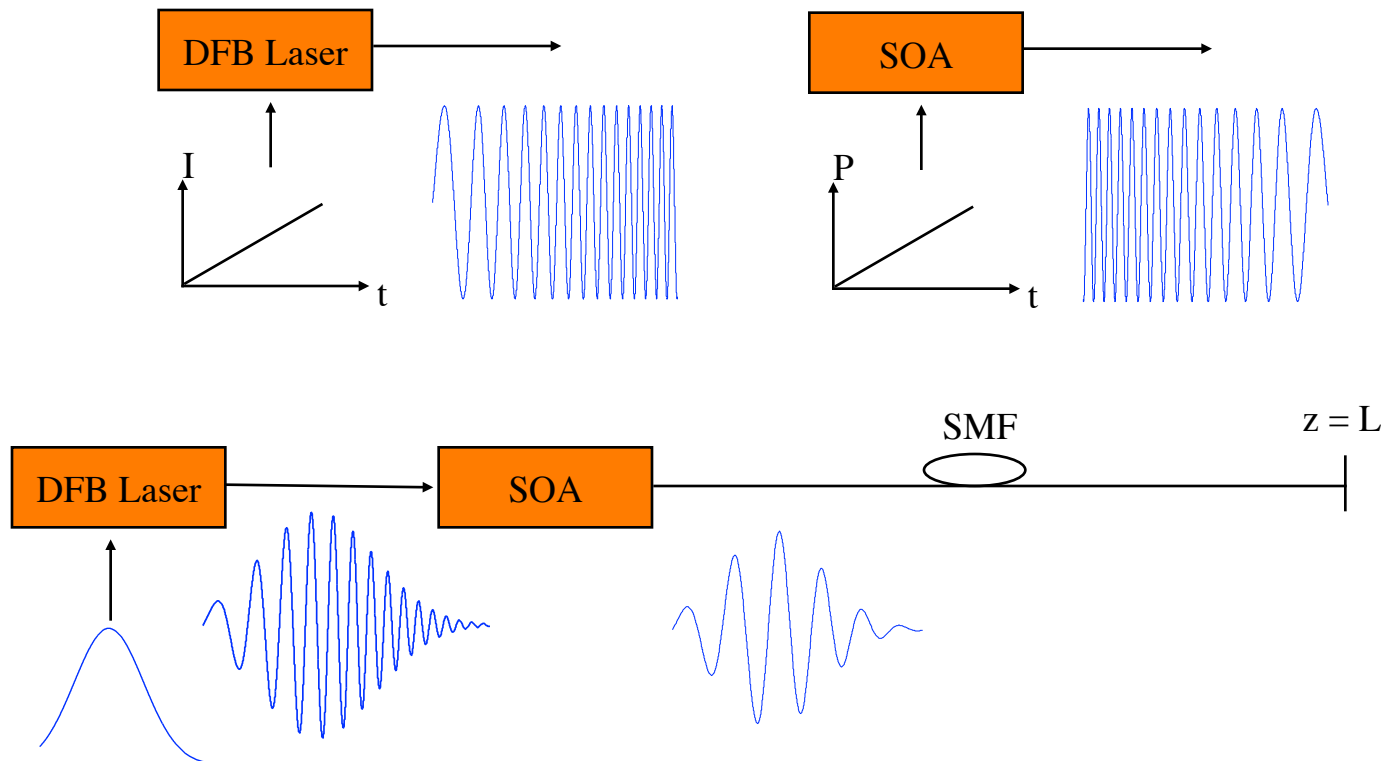 DFB Laser
SOA
I
t
P
t
SMF
z = L
DFB Laser
SOA